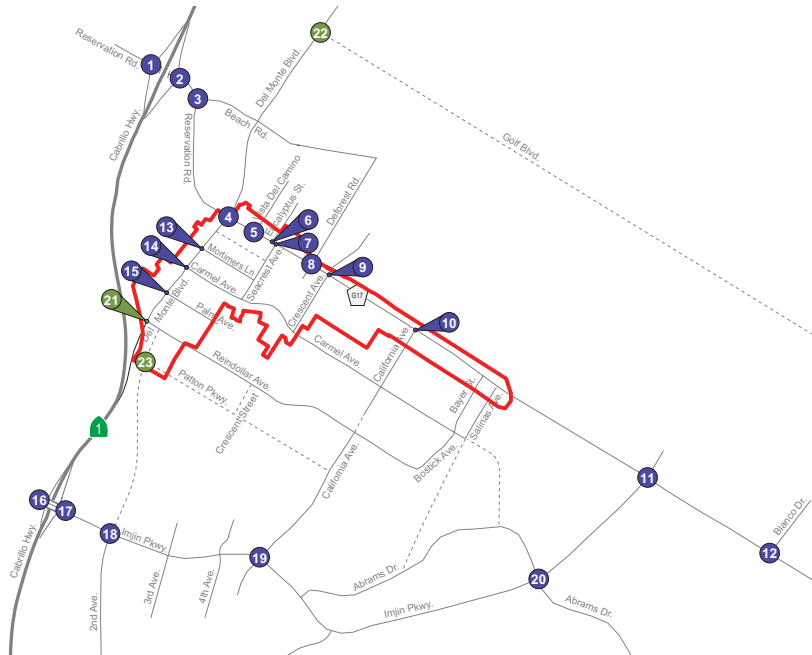 22
Reservation Rd.
1
2
3
Del Monte Blvd.
Cabrillo Hwy.
Reservation Rd.
Beach Rd.
Golf Blvd.
Vista Del Camino
Eucalyptus St.
Deforest Rd.
4
5
6
7
8
9
13
14
15
Mortimers Ln
Carmel Ave.
Seacrest Ave.
Crescent Ave.
G17
10
21
Del Monte Blvd.
Palm Ave.
Carmel Ave.
California Ave.
23
Reindollar Ave.
Patton Pkwy.
Crescent Street
Bayer St.
Salinas Ave.
1
California Ave.
Bostick Ave.
11
16
17
18
Imjin Pkwy.
19
Blanco Dr.
12
Cabrillo Hwy.
2nd Ave.
3rd Ave.
4th Ave.
Abrams Dr.
20
Imjin Pkwy.
Abrams Dr.